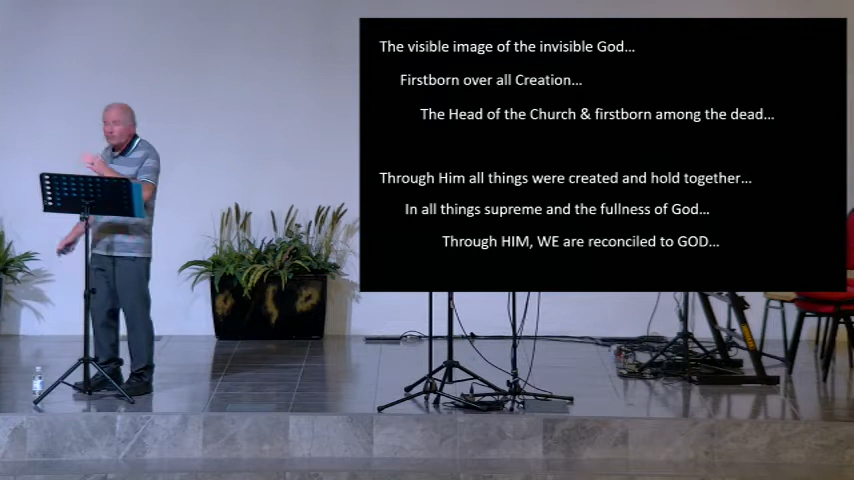 The visible image of the invisible God…
Firstborn over all Creation…
The Head of the Church & firstborn among the dead…
Through Him all things were created and hold together…
In all things supreme and the fullness of God…
Through HIM, WE are reconciled to GOD…